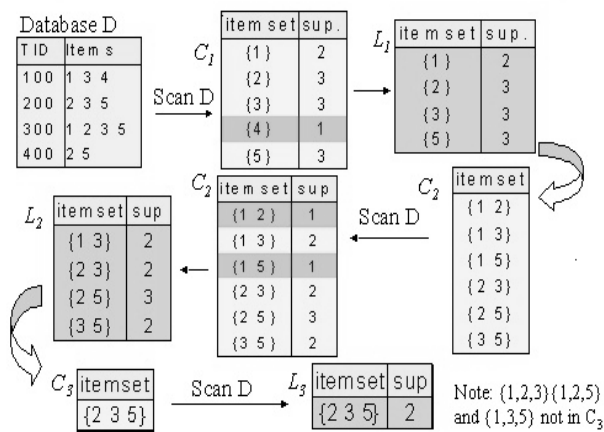 Database D
TID Items
100 1 3 4
200 2 3 5
300 1 2 3 5
400 2 5
Scan D
C1
itemset sup.
{1} 2
{2} 3
{3} 3
{4} 1
{5} 3
L1
itemset sup.
{1} 2
{2} 3
{3} 3
{5} 3
C2
itemset
{1 2}
{1 3}
{1 5}
{2 3}
{2 5}
{3 5}
Scan D
C2
itemset sup
{1 2} 1
{1 3} 2
{1 5} 1
{2 3} 2
{2 5} 3
{3 5} 2
L2
itemset sup
{1 3} 2
{2 3} 2
{2 5} 3
{3 5} 2
C3
itemset
{2 3 5}
Scan D
L3
itemset sup
{2 3 5} 2
Note: {1,2,3}{1,2,5}
and {1,3,5} not in C3